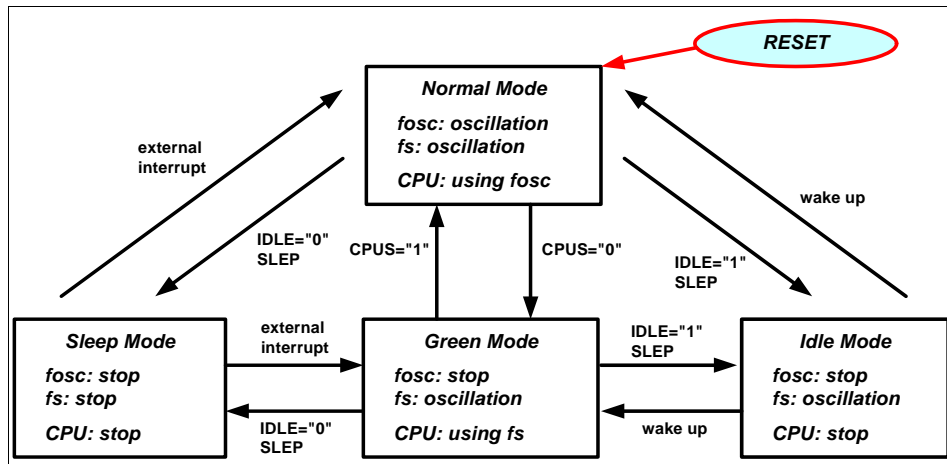 RESET
Normal Mode
fosc: oscillation
fs: oscillation
CPU: using fosc
external
interrupt
wake up
IDLE="0"
SLEP
CPUS="1"
CPUS="0"
IDLE="1"
SLEP
Sleep Mode
fosc: stop
fs: stop
CPU: stop
external
interrupt
IDLE="0"
SLEP
Green Mode
fosc: stop
fs: oscillation
CPU: using fs
IDLE="1"
SLEP
wake up
Idle Mode
fosc: stop
fs: oscillation
CPU: stop